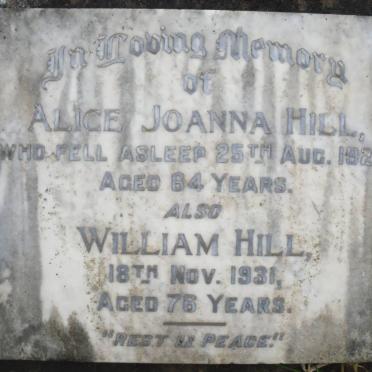 In Loving Memory
of
ALICE JOANNA HILL,
WHO FELL ASLEEP 25TH AUG. 192
AGED 64 YEARS.
ALSO
WILLIAM HILL,
18TH NOV. 1931,
AGED 76 YEARS.
"REST IN PEACE."